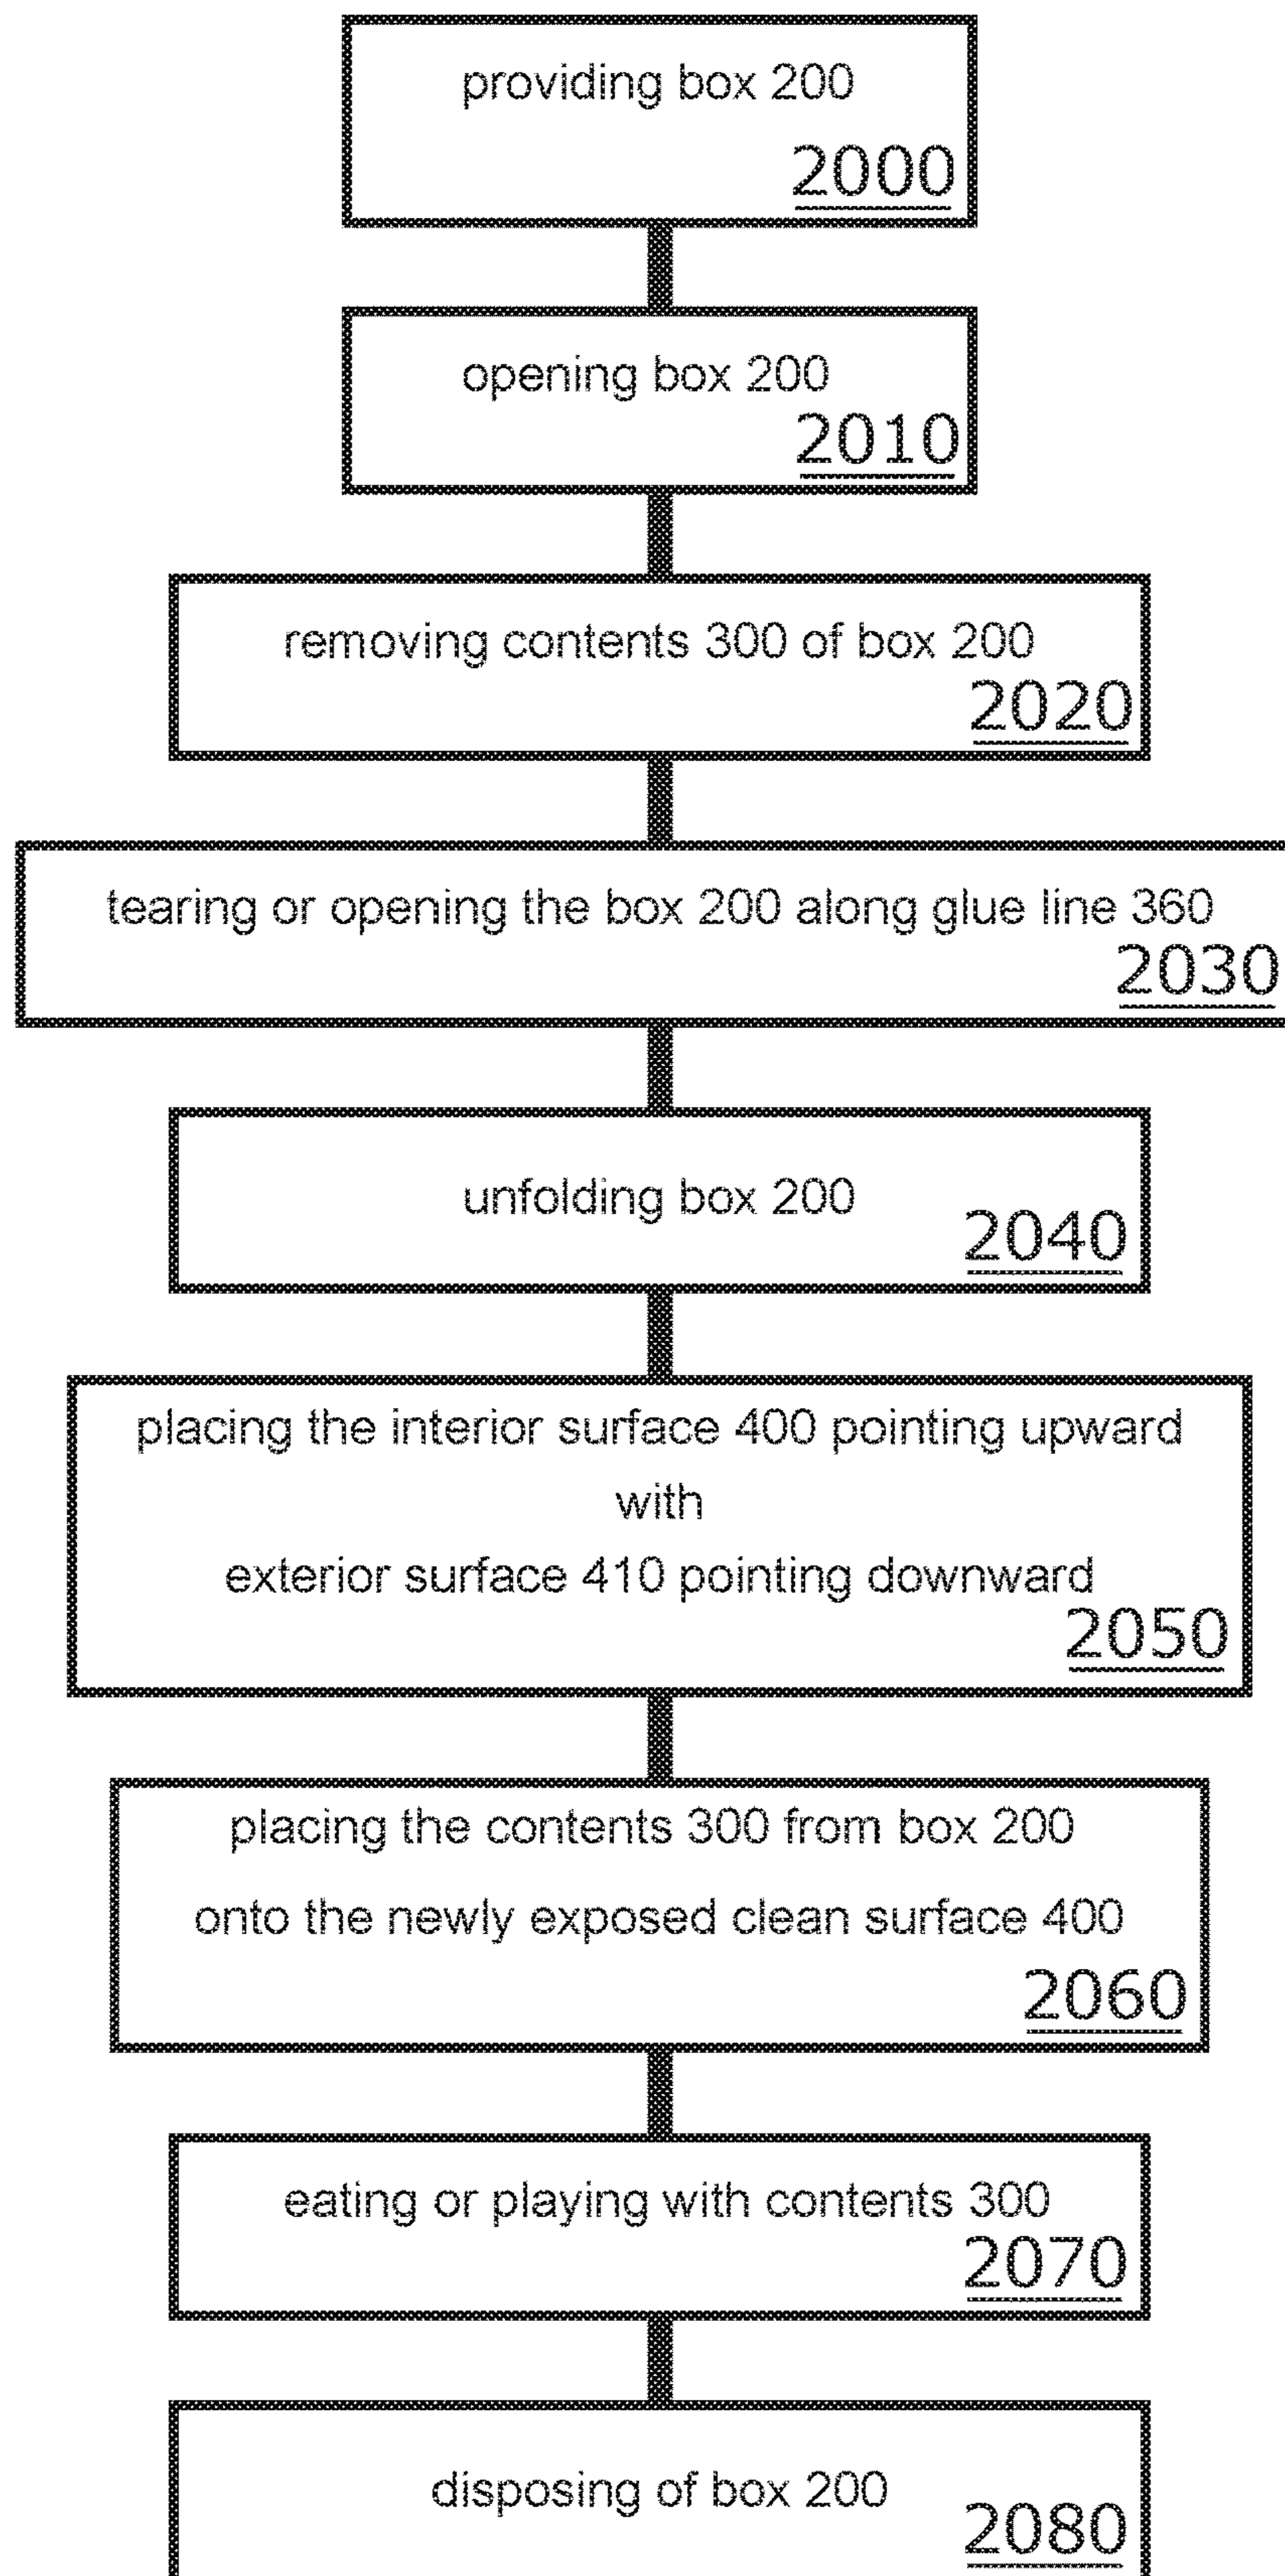 providing box 200
2000
opening box 200
2010
removing contents 300 of box 200
2020
tearing or opening the box 200 along glue line 360
2030
unfolding box 200
2040
placing the interior surface 400 pointing upward
with
exterior surface 410 pointing downward
2050
placing the contents 300 from box 200
onto the newly exposed clean surface 400
2060
eating or playing with contents 300
2070
disposing of box 200
2080